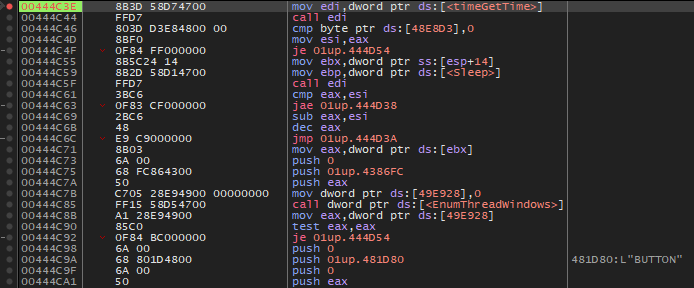 00444C3E 8B3D 58D74700 mov edi,dword ptr ds:[<timeGetTime>]
00444C44 FFD7 call edi
00444C46 803D D3E84800 00 cmp byte ptr ds:[48E8D3],0
00444C4D 8BF0 mov esi,eax
00444C4F 0F84 FF000000 je 01up.444D54
00444C55 8B5C24 14 mov ebx,dword ptr ss:[esp+14]
00444C59 8B2D 58D14700 mov ebp,dword ptr ds:[<Sleep>]
00444C5F FFD7 call edi
00444C61 3BC6 cmp eax,esi
00444C63 0F83 CF000000 jae 01up.444D38
00444C69 2BC6 sub eax,esi
00444C6B 48 dec eax
00444C6C E9 C9000000 jmp 01up.444D3A
00444C71 8B03 mov eax,dword ptr ds:[ebx]
00444C73 6A 00 push 0
00444C75 68 FC864300 push 01up.4386FC
00444C7A 50 push eax
00444C7B C705 28E94900 00000000 mov dword ptr ds:[49E928],0
00444C85 FF15 58D54700 call dword ptr ds:[<EnumThreadWindows>]
00444C8B A1 28E94900 mov eax,dword ptr ds:[49E928]
00444C90 85C0 test eax,eax
00444C92 0F84 BC000000 je 01up.444D54
00444C98 6A 00 push 0
00444C9A 68 801D4800 push 01up.481D80 481D80:L"BUTTON"
00444C9F 6A 00 push 0
00444CA1 50 push eax